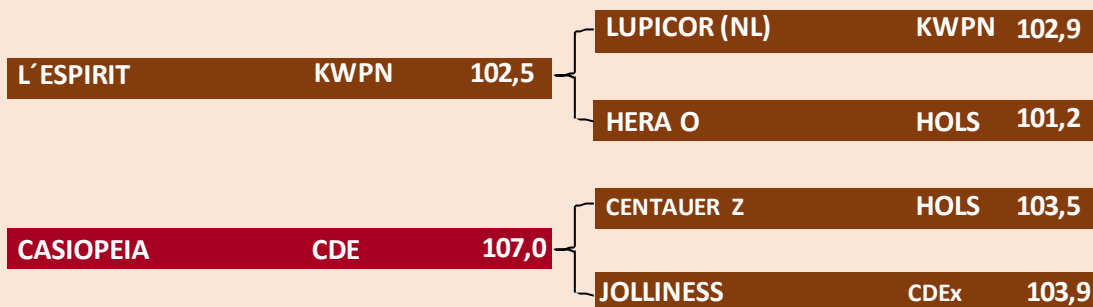 LUPICOR (NL) KWPN 102,9
L´ESPIRIT KWPN 102,5
HERA O HOLS 101,2
CENTAUER Z HOLS 103,5
CASIOPEIA CDE 107,0
JOLLINESS CDEx 103,9